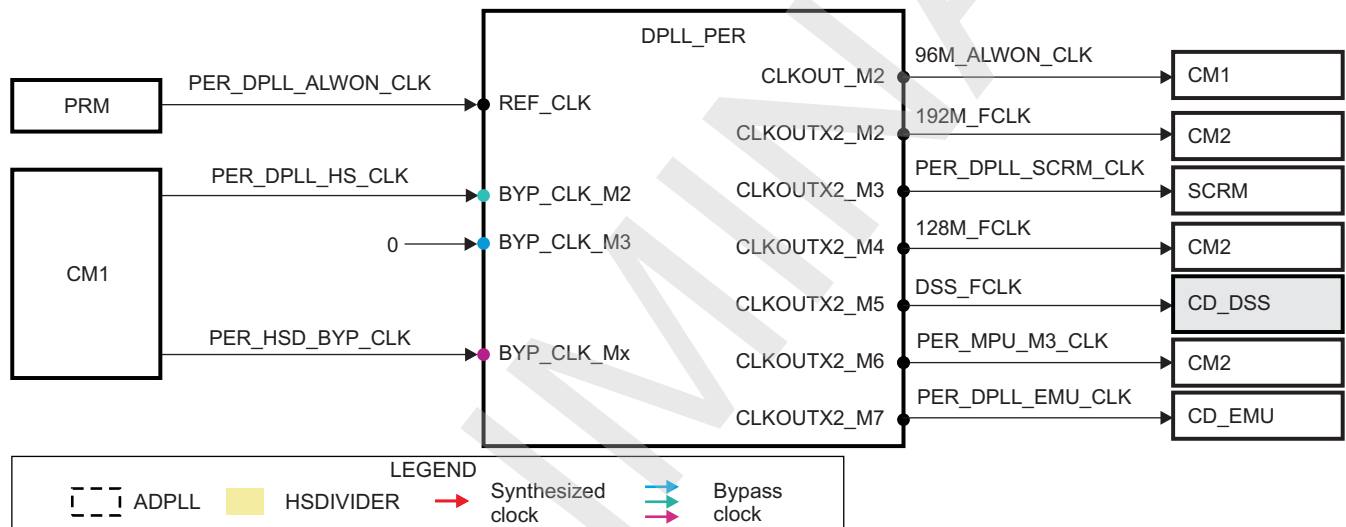 DPLL_PER
PRM
PER_DPLL_ALWON_CLK
REF_CLK
CM1
PER_DPLL_HS_CLK
BYP_CLK_M2
0
BYP_CLK_M3
PER_HSD_BYP_CLK
BYP_CLK_Mx
CLKOUT_M2
96M_ALWON_CLK
CM1
CLKOUTX2_M2
192M_FCLK
CM2
CLKOUTX2_M3
PER_DPLL_SCRM_CLK
SCRM
CLKOUTX2_M4
128M_FCLK
CM2
CLKOUTX2_M5
DSS_FCLK
CD_DSS
CLKOUTX2_M6
PER_MPU_M3_CLK
CM2
CLKOUTX2_M7
PER_DPLL_EMU_CLK
CD_EMU
LEGEND
ADPLL
HSDIVIDER
Synthesized
clock
Bypass
clock